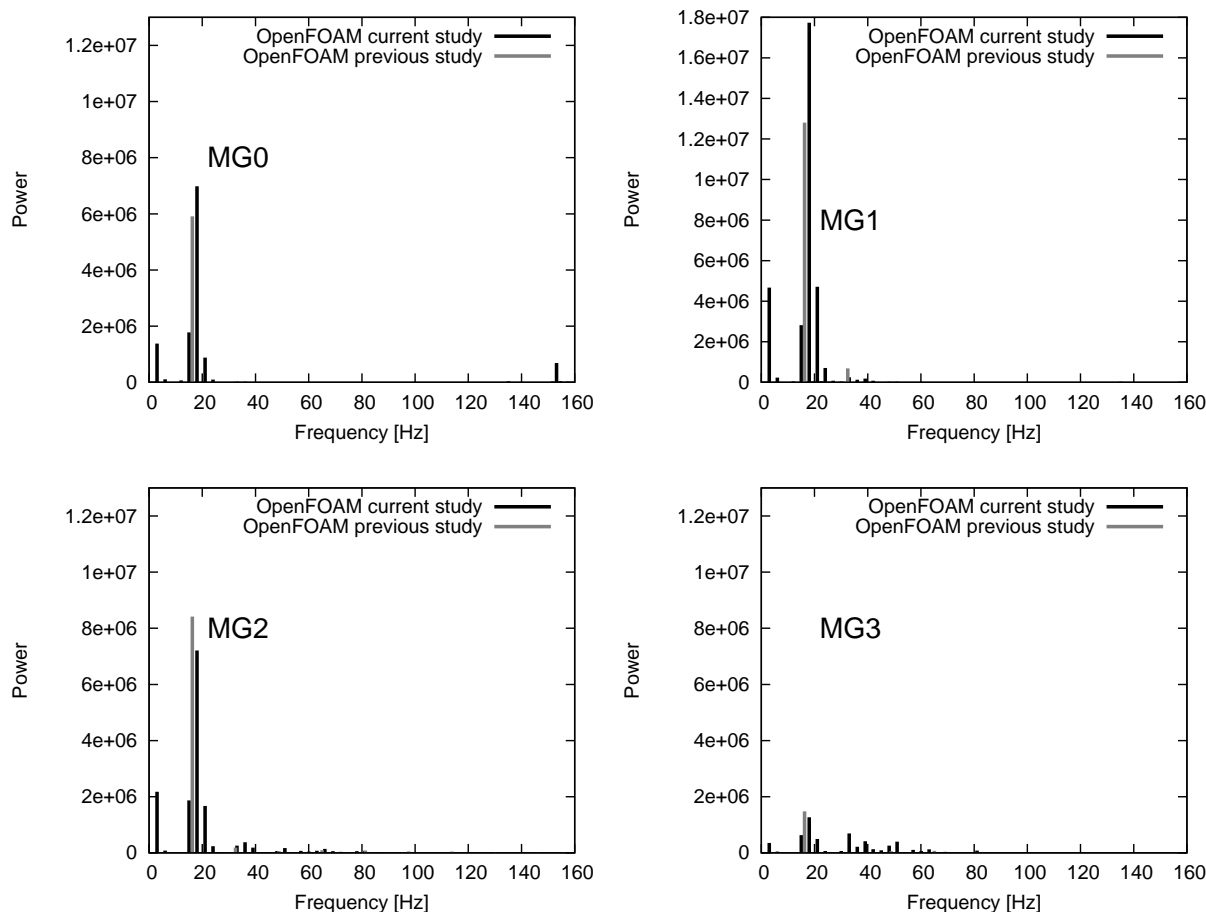 OpenFOAM current study
OpenFOAM previous study
1.2e+07
1e+07
8e+06
6e+06
4e+06
2e+06
0
Power
MG0
0 20 40 60 80 100 120 140 160
Frequency [Hz]
OpenFOAM current study
OpenFOAM previous study
1.8e+07
1.6e+07
1.4e+07
1.2e+07
1e+07
8e+06
6e+06
4e+06
2e+06
0
Power
MG1
0 20 40 60 80 100 120 140 160
Frequency [Hz]
OpenFOAM current study
OpenFOAM previous study
1.2e+07
1e+07
8e+06
6e+06
4e+06
2e+06
0
Power
MG2
0 20 40 60 80 100 120 140 160
Frequency [Hz]
OpenFOAM current study
OpenFOAM previous study
1.2e+07
1e+07
8e+06
6e+06
4e+06
2e+06
0
Power
MG3
0 20 40 60 80 100 120 140 160
Frequency [Hz]